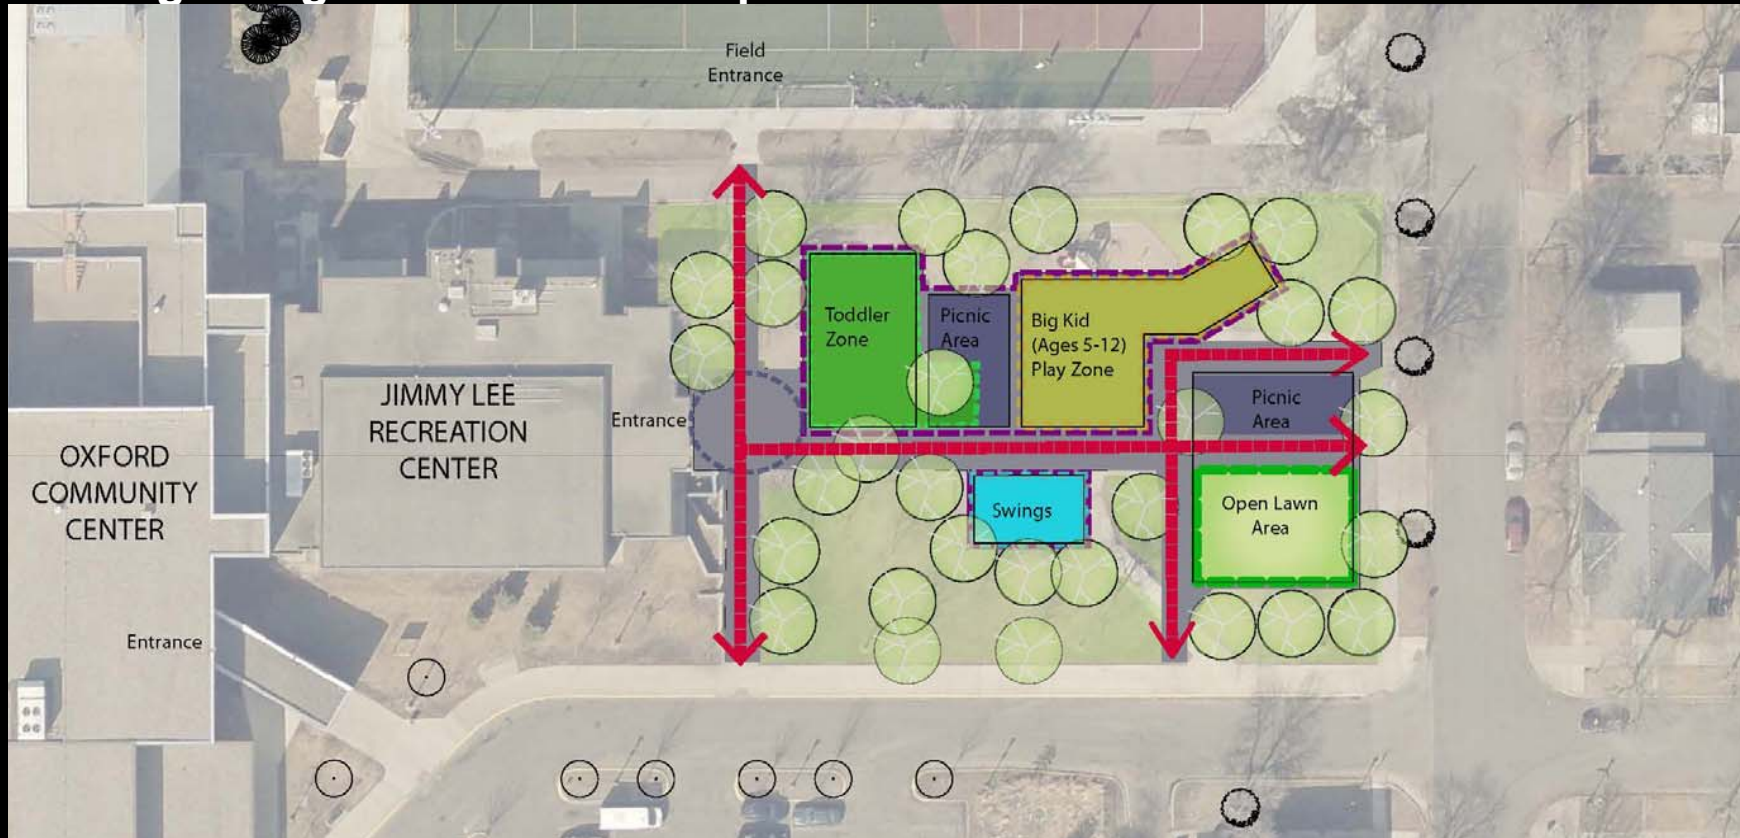 Field
Entrance
Toddler
Zone
Picnic
Area
Big Kid
(Ages 5-12)
Play Zone
JIMMY LEE
RECREATION
CENTER
Entrance
Picnic
Area
OXFORD
COMMUNITY
CENTER
Swings
Open Lawn
Area
Entrance